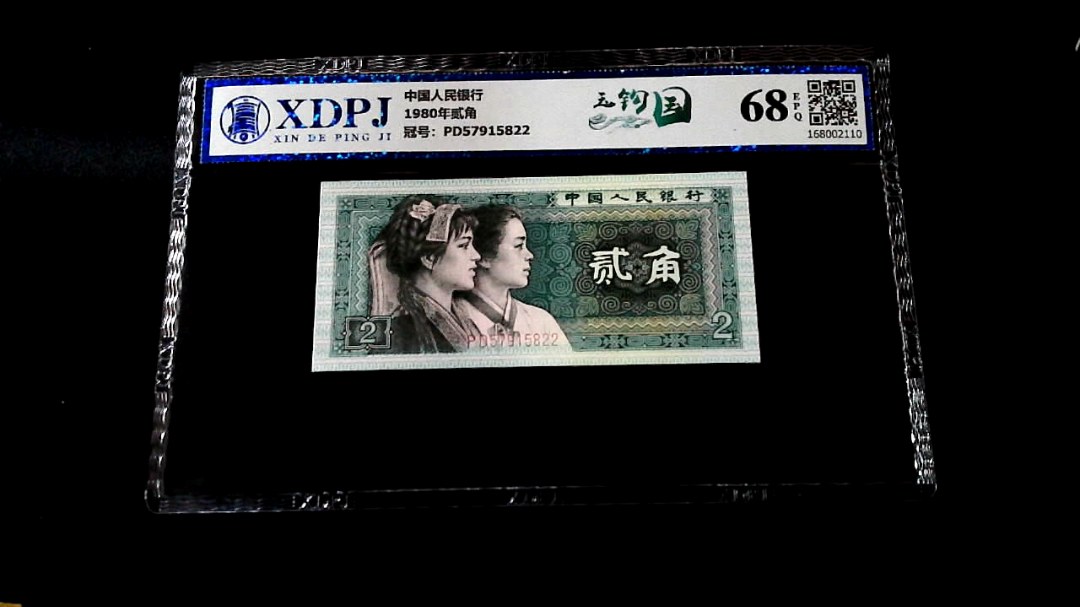 XDPJ
XIN DE PING JI
中国人民银行
1980年贰角
冠号：PD57915822
玉钩国
68
EPQ
168002110
中国人民银行
贰角
2
2
PD57915822